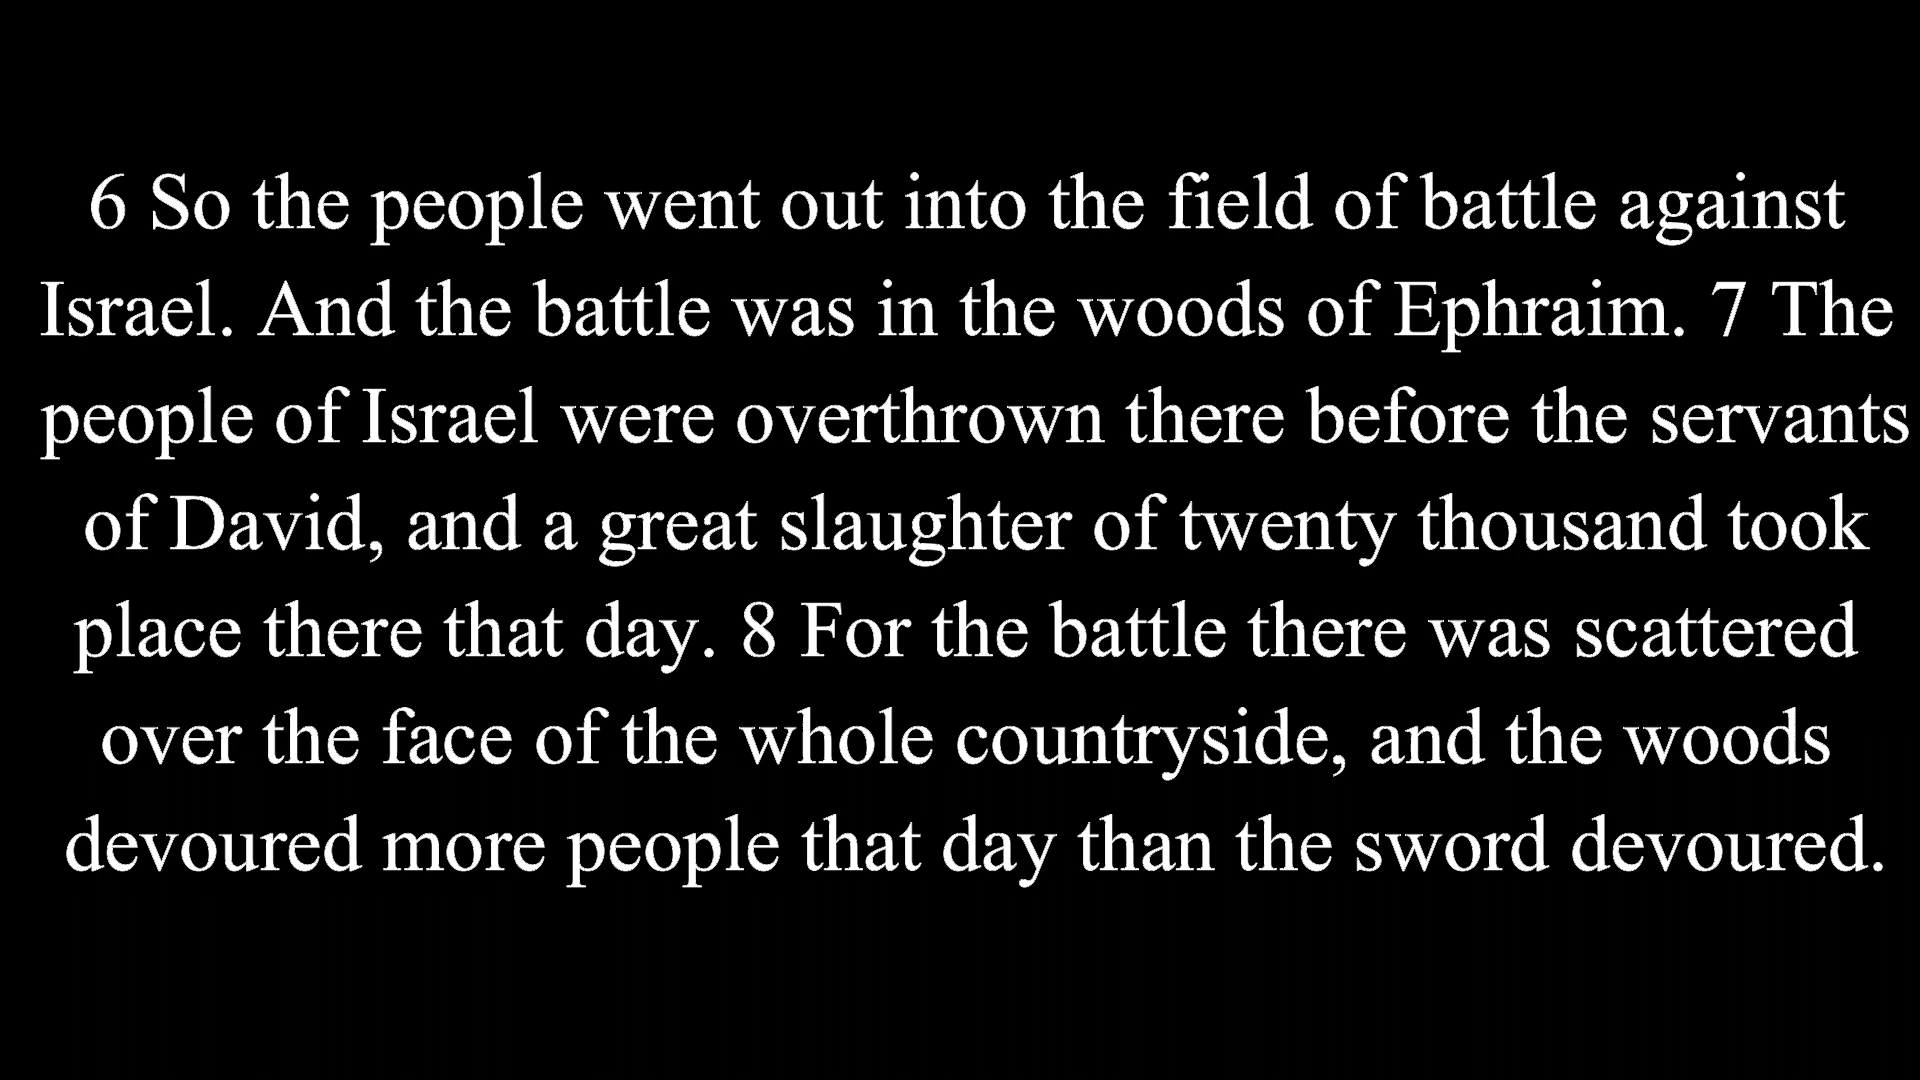 6 So the people went out into the field of battle against
Israel. And the battle was in the woods of Ephraim. 7 The
people of Israel were overthrown there before the servants
of David, and a great slaughter of twenty thousand took
place there that day. 8 For the battle there was scattered
over the face of the whole countryside, and the woods
devoured more people that day than the sword devoured.